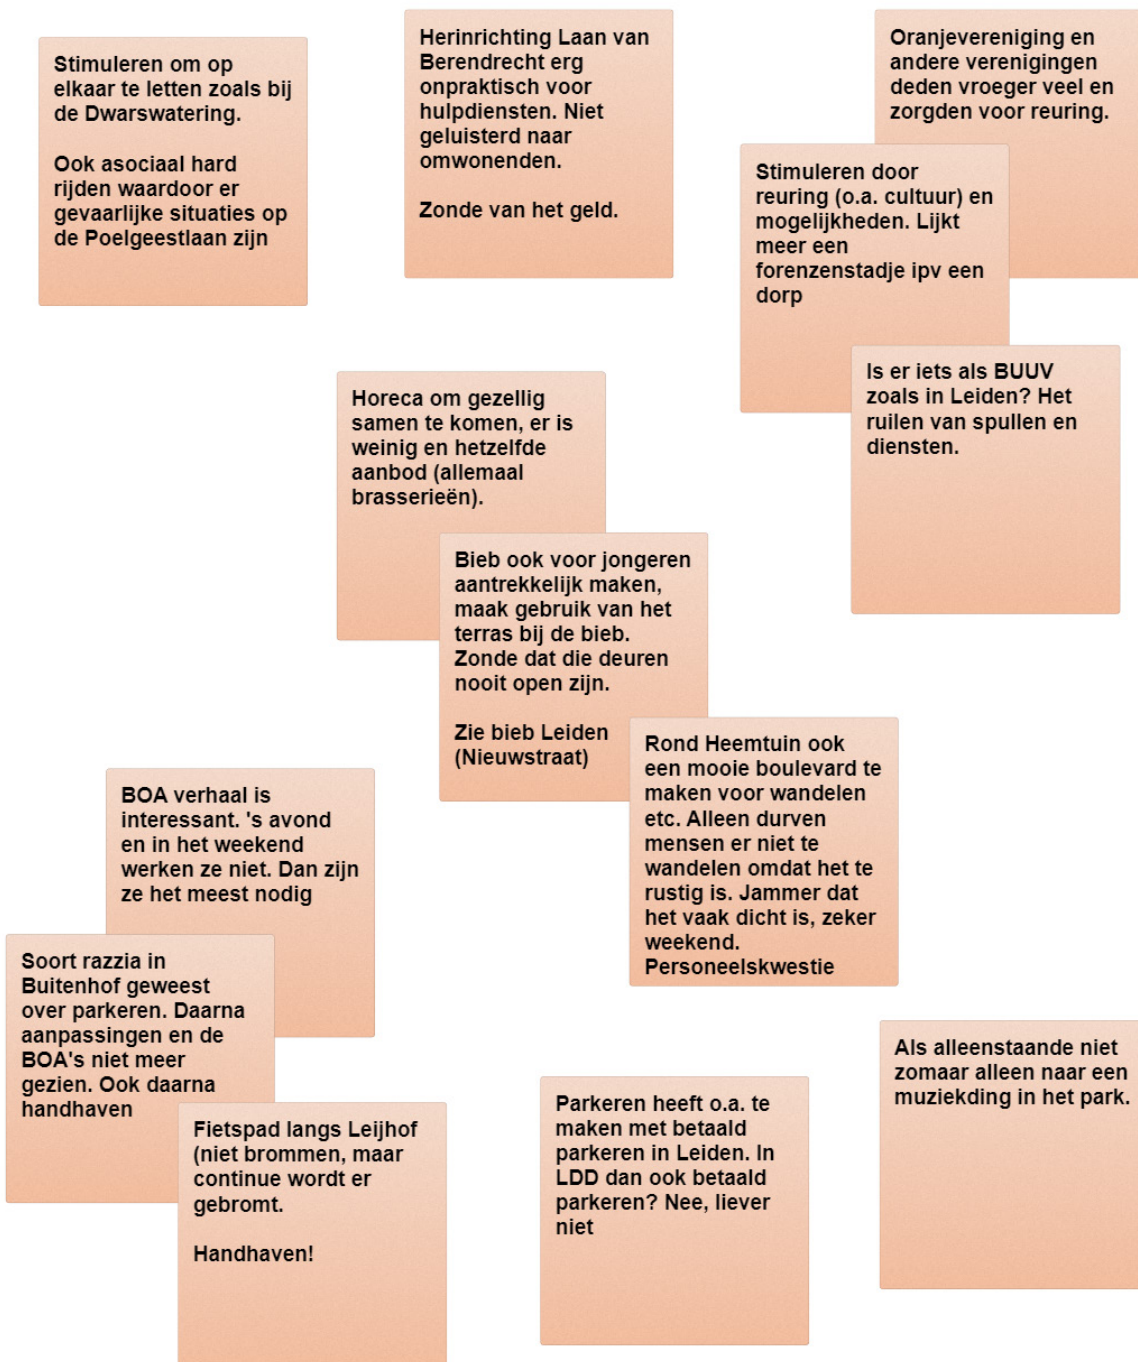 Stimuleren om op
elkaar te letten zoals bij
de Dwarswatering.
Ook asociaal hard
rijden waardoor er
gevaarlijke situaties op
de Poelgeestlaan zijn
Herinrichting Laan van
Berendrecht erg
onpraktisch voor
hulpdiensten. Niet
geluisterd naar
omwonenden.
Zonde van het geld.
Oranjevereniging en
andere verenigingen
deden vroeger veel en
zorgden voor reuring.
Stimuleren door
reuring (o.a. cultuur) en
mogelijkheden. Lijkt
meer een
forenzenstadje ipv een
dorp
Is er iets als BUUV
zoals in Leiden? Het
ruilen van spullen en
diensten.
Horeca om gezellig
samen te komen, er is
weinig en hetzelfde
aanbod (allemaal
brasserieën).
Bieb ook voor jongeren
aantrekkelijk maken,
maak gebruik van het
terras bij de bieb.
Zonde dat die deuren
nooit open zijn.
Zie bieb Leiden
(Nieuwstraat)
Rond Heemtuin ook
een mooie boulevard te
maken voor wandelen
etc. Alleen durven
mensen er niet te
wandelen omdat het te
rustig is. Jammer dat
het vaak dicht is, zeker
weekend.
Personeelskwestie
BOA verhaal is
interessant. 's avond
en in het weekend
werken ze niet. Dan zijn
ze het meest nodig
Soort razzia in
Buitenhof geweest
over parkeren. Daarna
aanpassingen en de
BOA's niet meer
gezien. Ook daarna
handhaven
Fietspad langs Leijhof
(niet brommen, maar
continue wordt er
gebromt.
Handhaven!
Parkeren heeft o.a. te
maken met betaald
parkeren in Leiden. In
LDD dan ook betaald
parkeren? Nee, liever
niet
Als alleenstaande niet
zomaar alleen naar een
muziekding in het park.